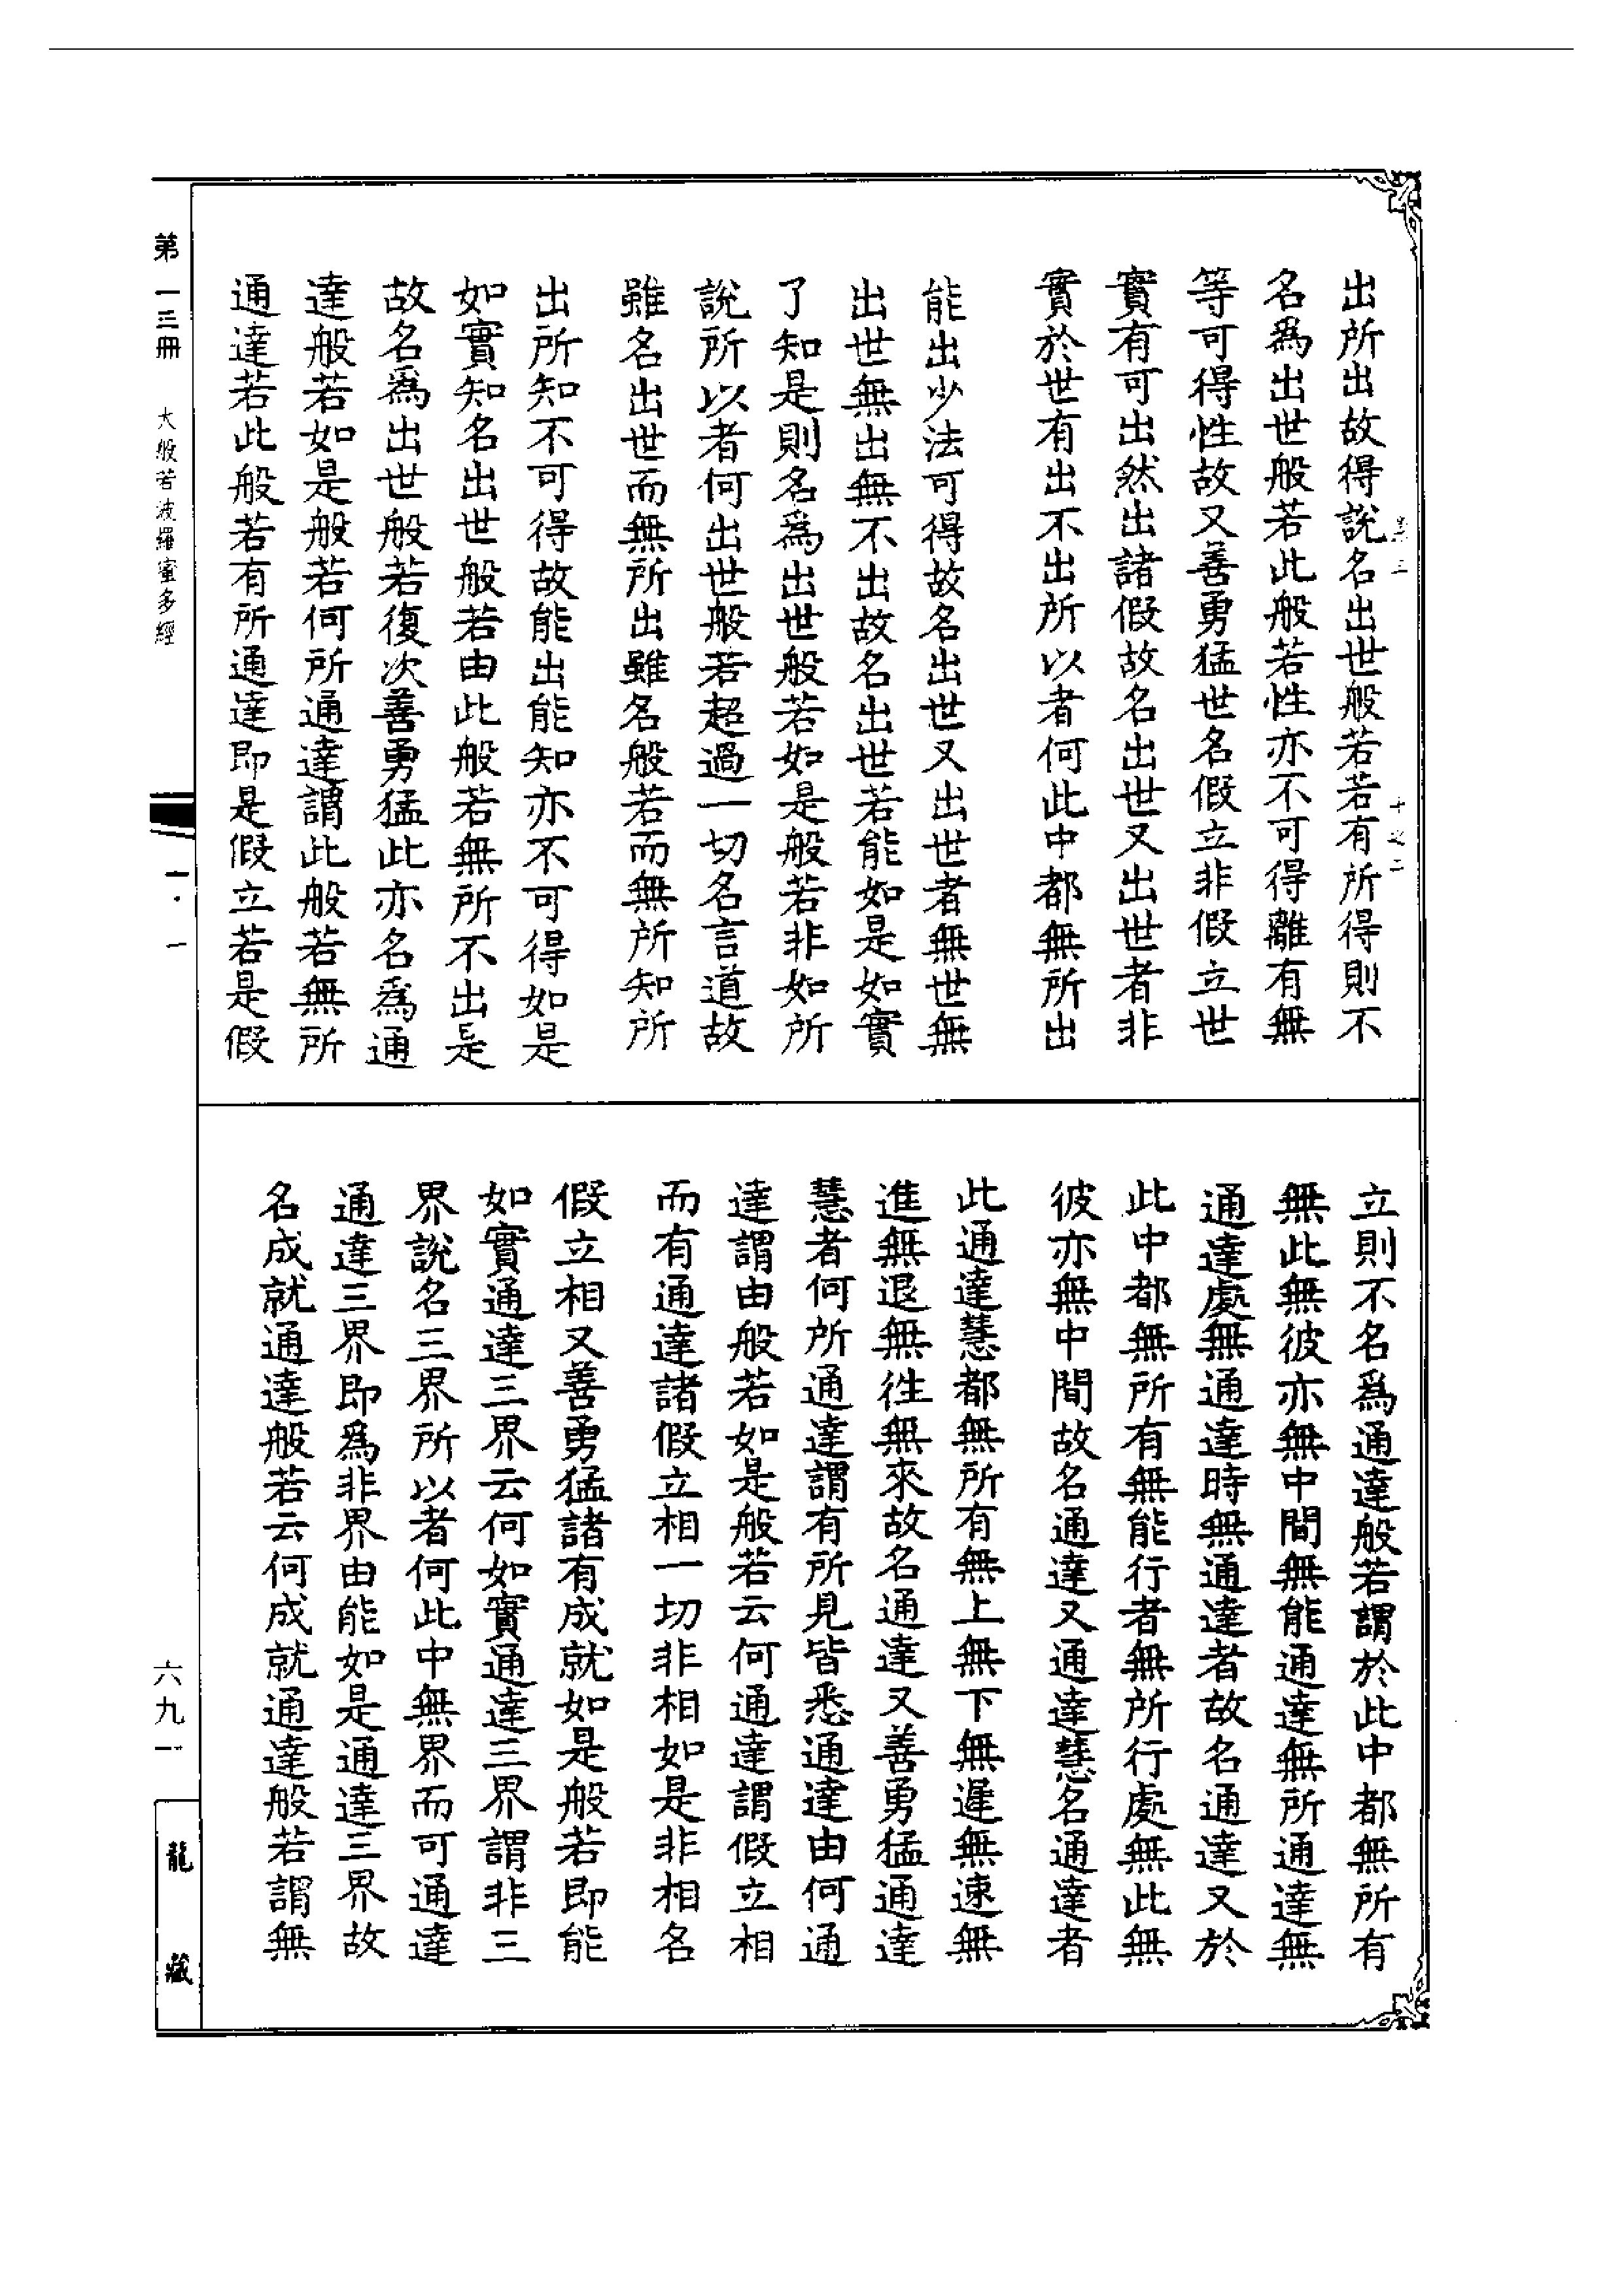 出所出故得說名出世般若若有所得則不
名爲出世般若此般若性亦不可得離有無
等可得性故又善勇猛世名假立非假立世
實有可出然出諸假故名出世又出世者非
實於世有出不出所以者何此中都無所出
能出少法可得故名出世又出世者無世無
出世無出無不出故名出世若能如是如實
了知是則名爲出世般若如是般若非如所
說所以者何出世般若超過一切名言道故
雖名出世而無所出雖名般若而無所知所
出所知不可得故能出能知亦不可得如是
如實知名出世般若由此般若無所不出是
故名爲出世般若復次善勇猛此亦名爲通
達般若如是般若何所通達謂此般若無所
通達若此般若有所通達即是假立若是假
立則不名爲通達般若謂於此中都無所有
無此無彼亦無中間無能通達無所通達無
通達處無通達時無通達者故名通達又於
此中都無所有無能行者無所行處無此無
彼亦無中間故名通達又通達慧名通達者
此通達慧都無所有無上無下無遲無速無
進無退無往無來故名通達又善勇猛通達
慧者何所通達謂有所見皆悉通達由何通
達謂由般若如是般若云何通達謂假立相
而有通達諸假立相一切非相如是非相名
假立相又善勇猛諸有成就如是般若即能
如實通達三界云何如實通達三界謂非三
界說名三界所以者何此中無界而可通達
通達三界即爲非界由能如是通達三界故
名成就通達般若云何成就通達般若謂無
第一三冊 大般若波羅蜜多經
一·一
六九一
龍藏